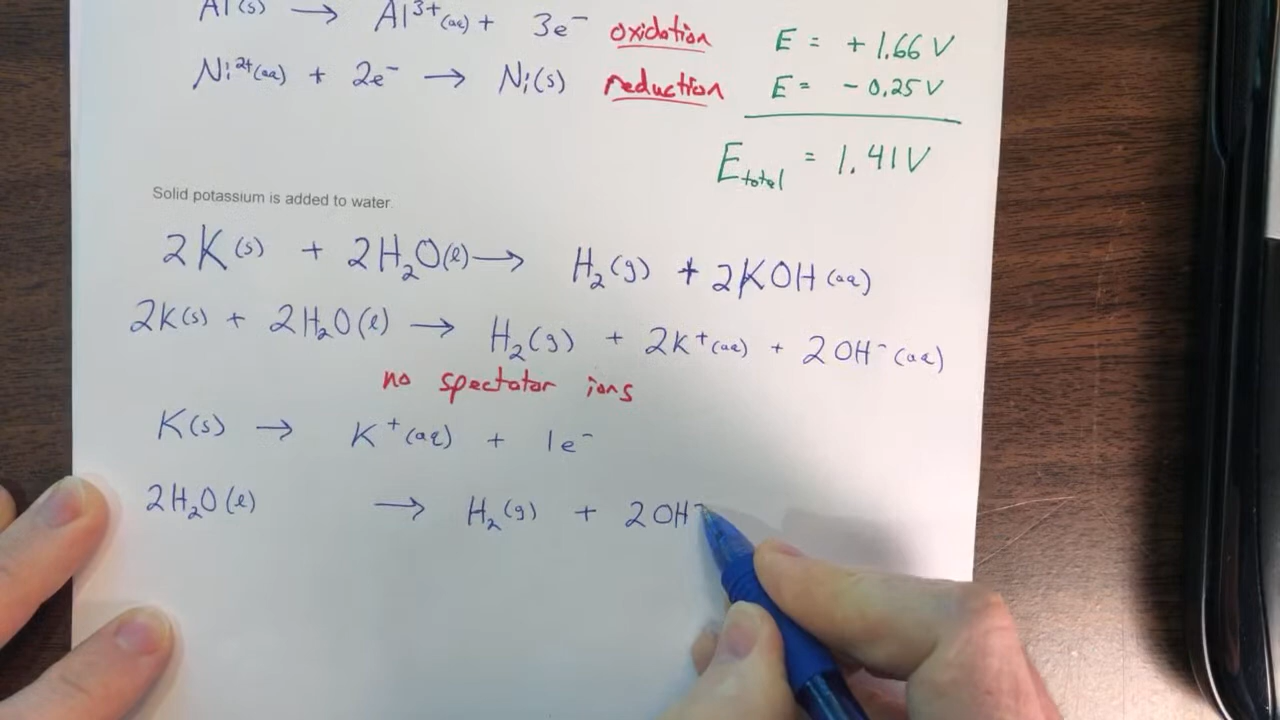 Al(s) → Al³⁺(aq) + 3e⁻ oxidation E = +1.66 V
Ni²⁺(aq) + 2e⁻ → Ni(s) reduction E = -0.25 V
E total = 1.41 V
Solid potassium is added to water.
2K(s) + 2H₂O(l) → H₂(g) + 2KOH(aq)
2K(s) + 2H₂O(l) → H₂(g) + 2K⁺(aq) + 2OH⁻(aq)
no spectator ions
K(s) → K⁺(aq) + 1e⁻
2H₂O(l) → H₂(g) + 2OH⁻